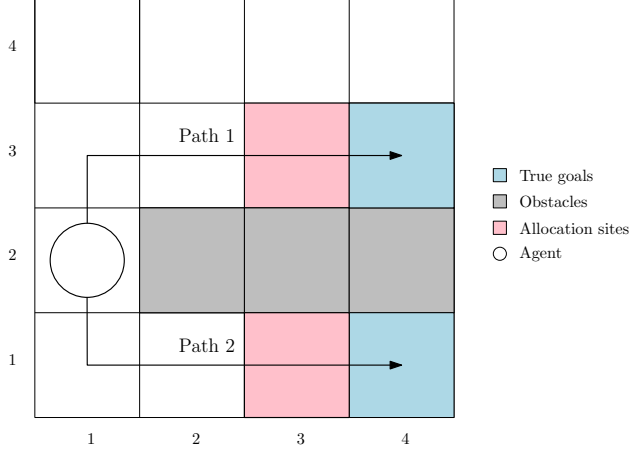 4
Path 1
3
True goals
Obstacles
2
Allocation sites
Agent
Path 2
1
1 2 3 4